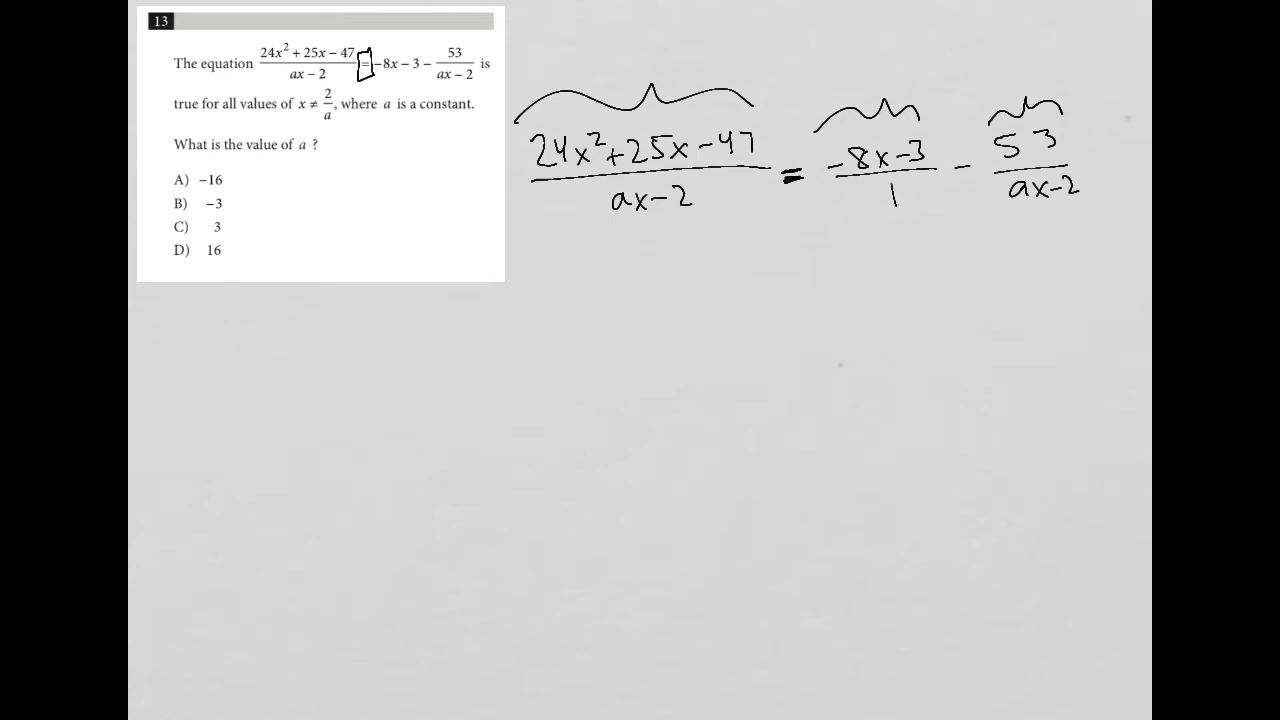 13
The equation (24x² + 25x − 47)/(ax − 2) = −8x − 3 − 53/(ax − 2) is
true for all values of x ≠ 2/a, where a is a constant.
What is the value of a ?
A) −16
B) −3
C) 3
D) 16
(24x² + 25x − 47)/(ax − 2) = (−8x − 3)/1 − 53/(ax − 2)